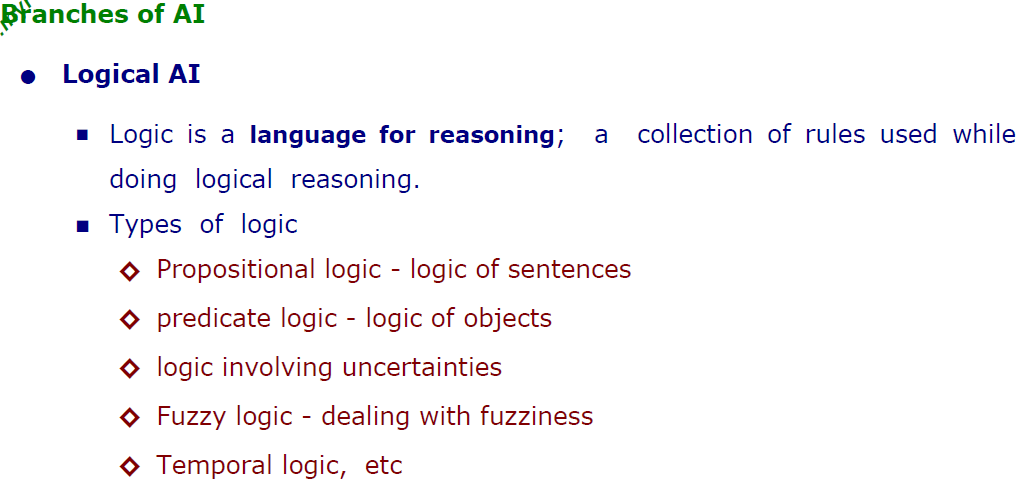 Branches of AI
● Logical AI
■ Logic is a language for reasoning; a collection of rules used while
doing logical reasoning.
■ Types of logic
◇ Propositional logic - logic of sentences
◇ predicate logic - logic of objects
◇ logic involving uncertainties
◇ Fuzzy logic - dealing with fuzziness
◇ Temporal logic, etc